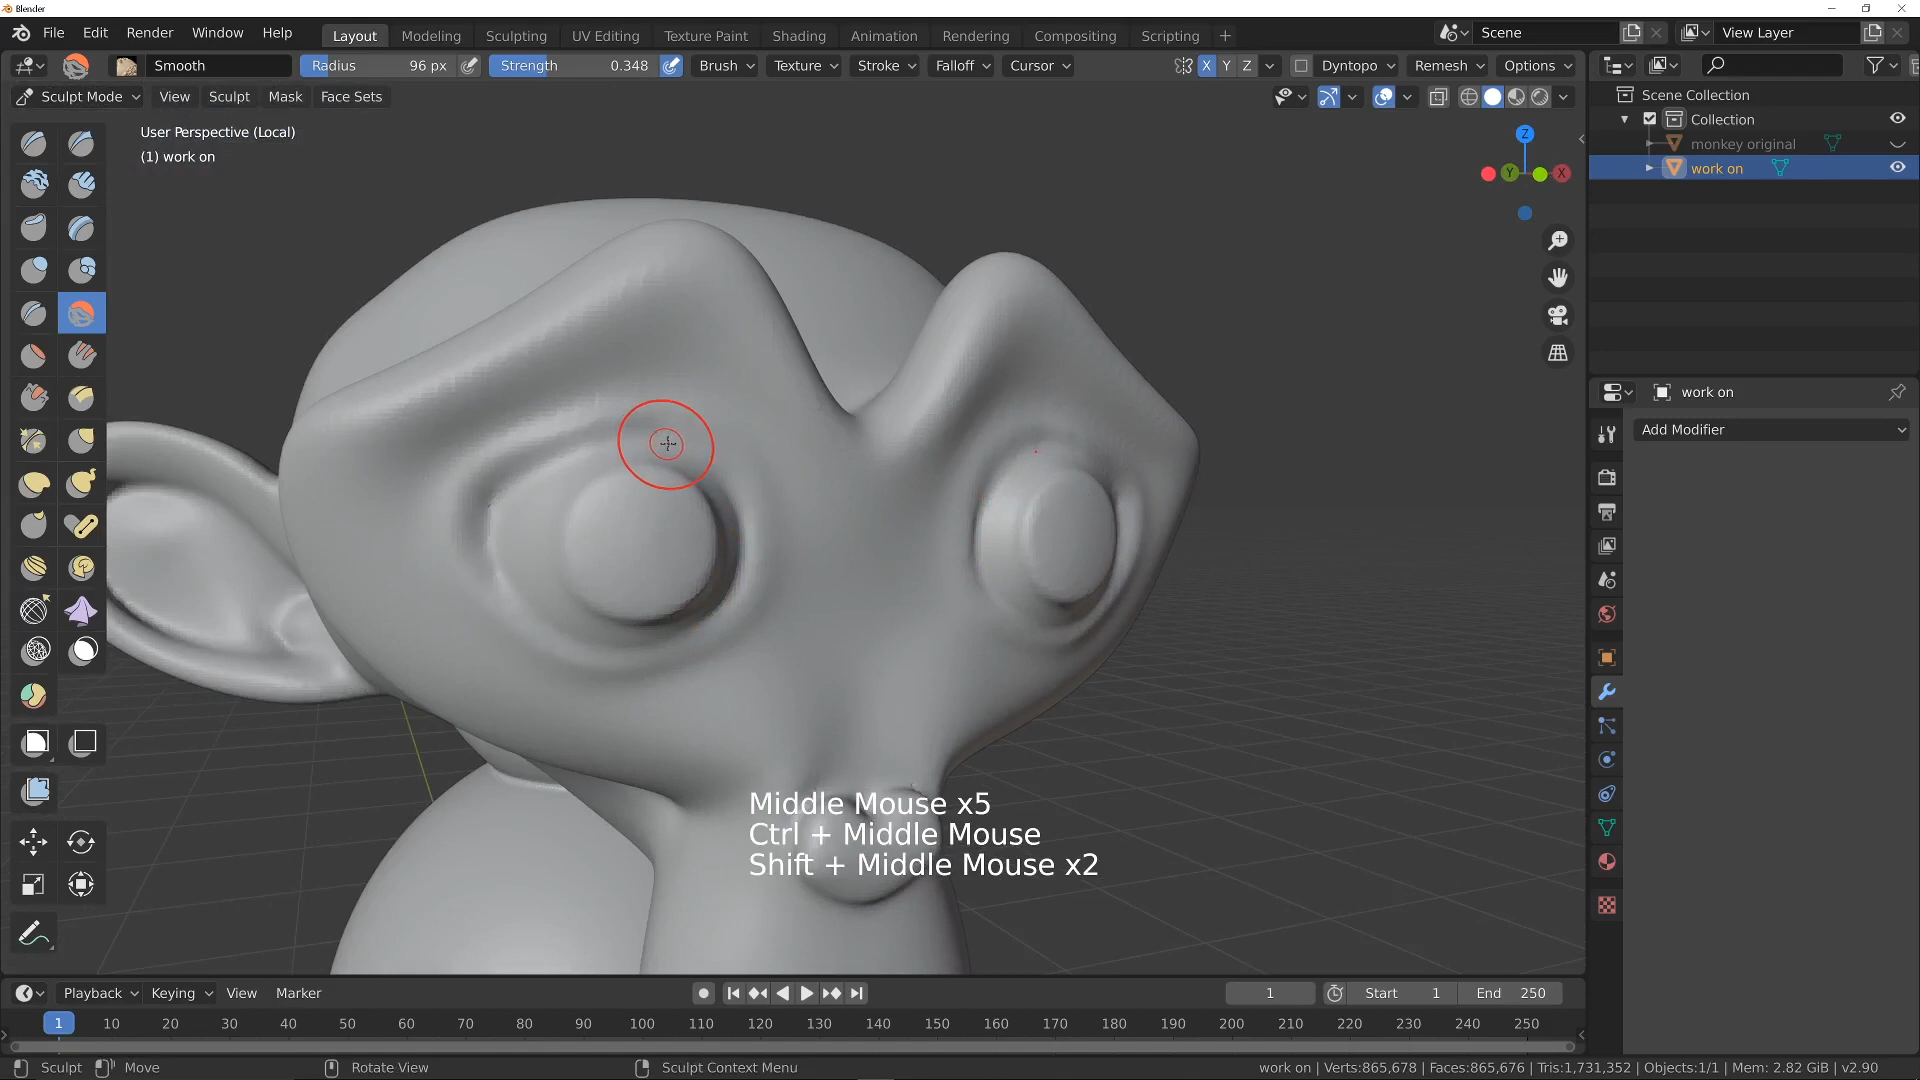 Blender
File Edit Render Window Help
Layout Modeling Sculpting UV Editing Texture Paint Shading Animation Rendering Compositing Scripting +
Scene
View Layer
Smooth Radius 96 px Strength 0.348 Brush Texture Stroke Falloff Cursor X Y Z Dyntopo Remesh Options
Sculpt Mode View Sculpt Mask Face Sets
User Perspective (Local)
(1) work on
Z
Y
X
Scene Collection
Collection
monkey original
work on
work on
Add Modifier
Middle Mouse x5
Ctrl + Middle Mouse
Shift + Middle Mouse x2
Playback Keying View Marker 1 Start 1 End 250
1 10 20 30 40 50 60 70 80 90 100 110 120 130 140 150 160 170 180 190 200 210 220 230 240 250
Sculpt Move Rotate View Sculpt Context Menu work on | Verts:865,678 | Faces:865,676 | Tris:1,731,352 | Objects:1/1 | Mem: 2.82 GiB | v2.90